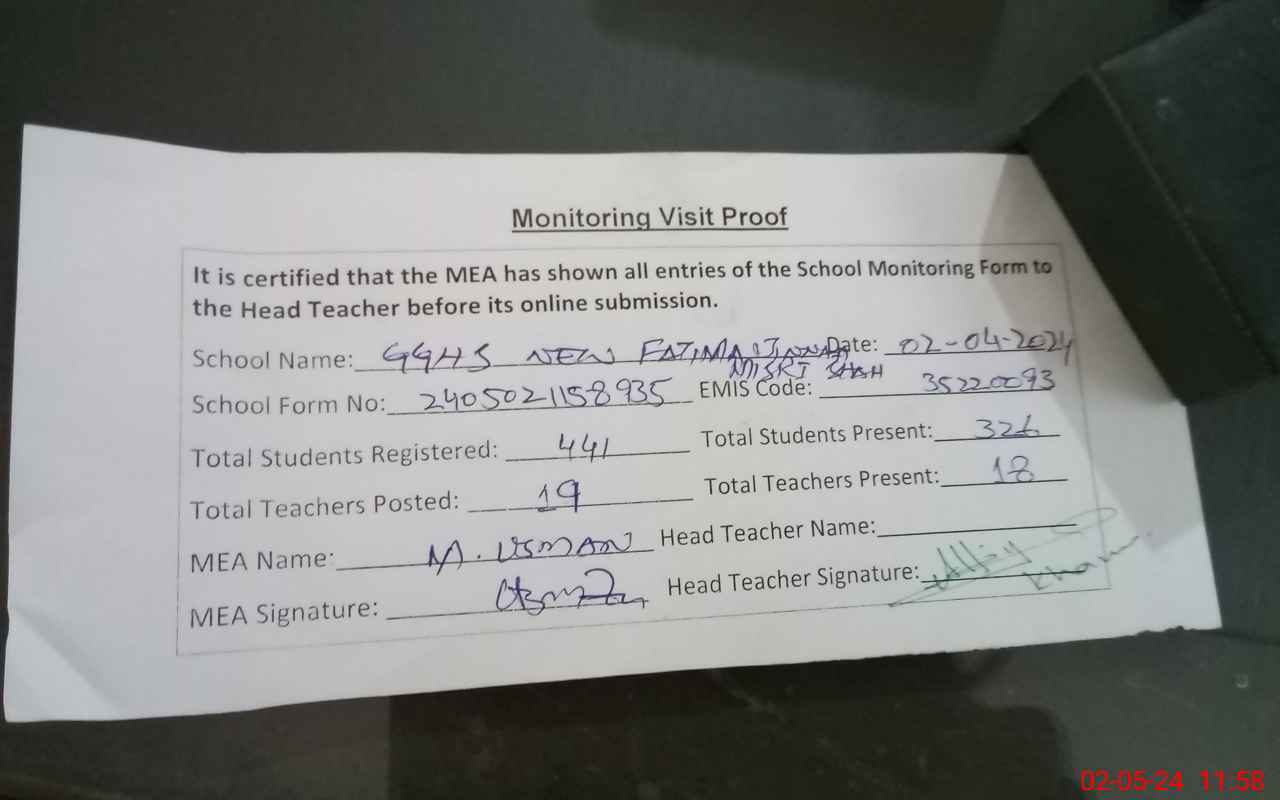 Monitoring Visit Proof
It is certified that the MEA has shown all entries of the School Monitoring Form to
the Head Teacher before its online submission.
School Name: GGHS NEW FATIMA JINNAH Date: 02-04-2024
MISRI SHAH
School Form No: 2405021158935 EMIS Code: 35220093
Total Students Registered: 441 Total Students Present: 326
Total Teachers Posted: 19 Total Teachers Present: 18
MEA Name: M. USMAN Head Teacher Name:
MEA Signature: Head Teacher Signature:
02-05-24 11:58